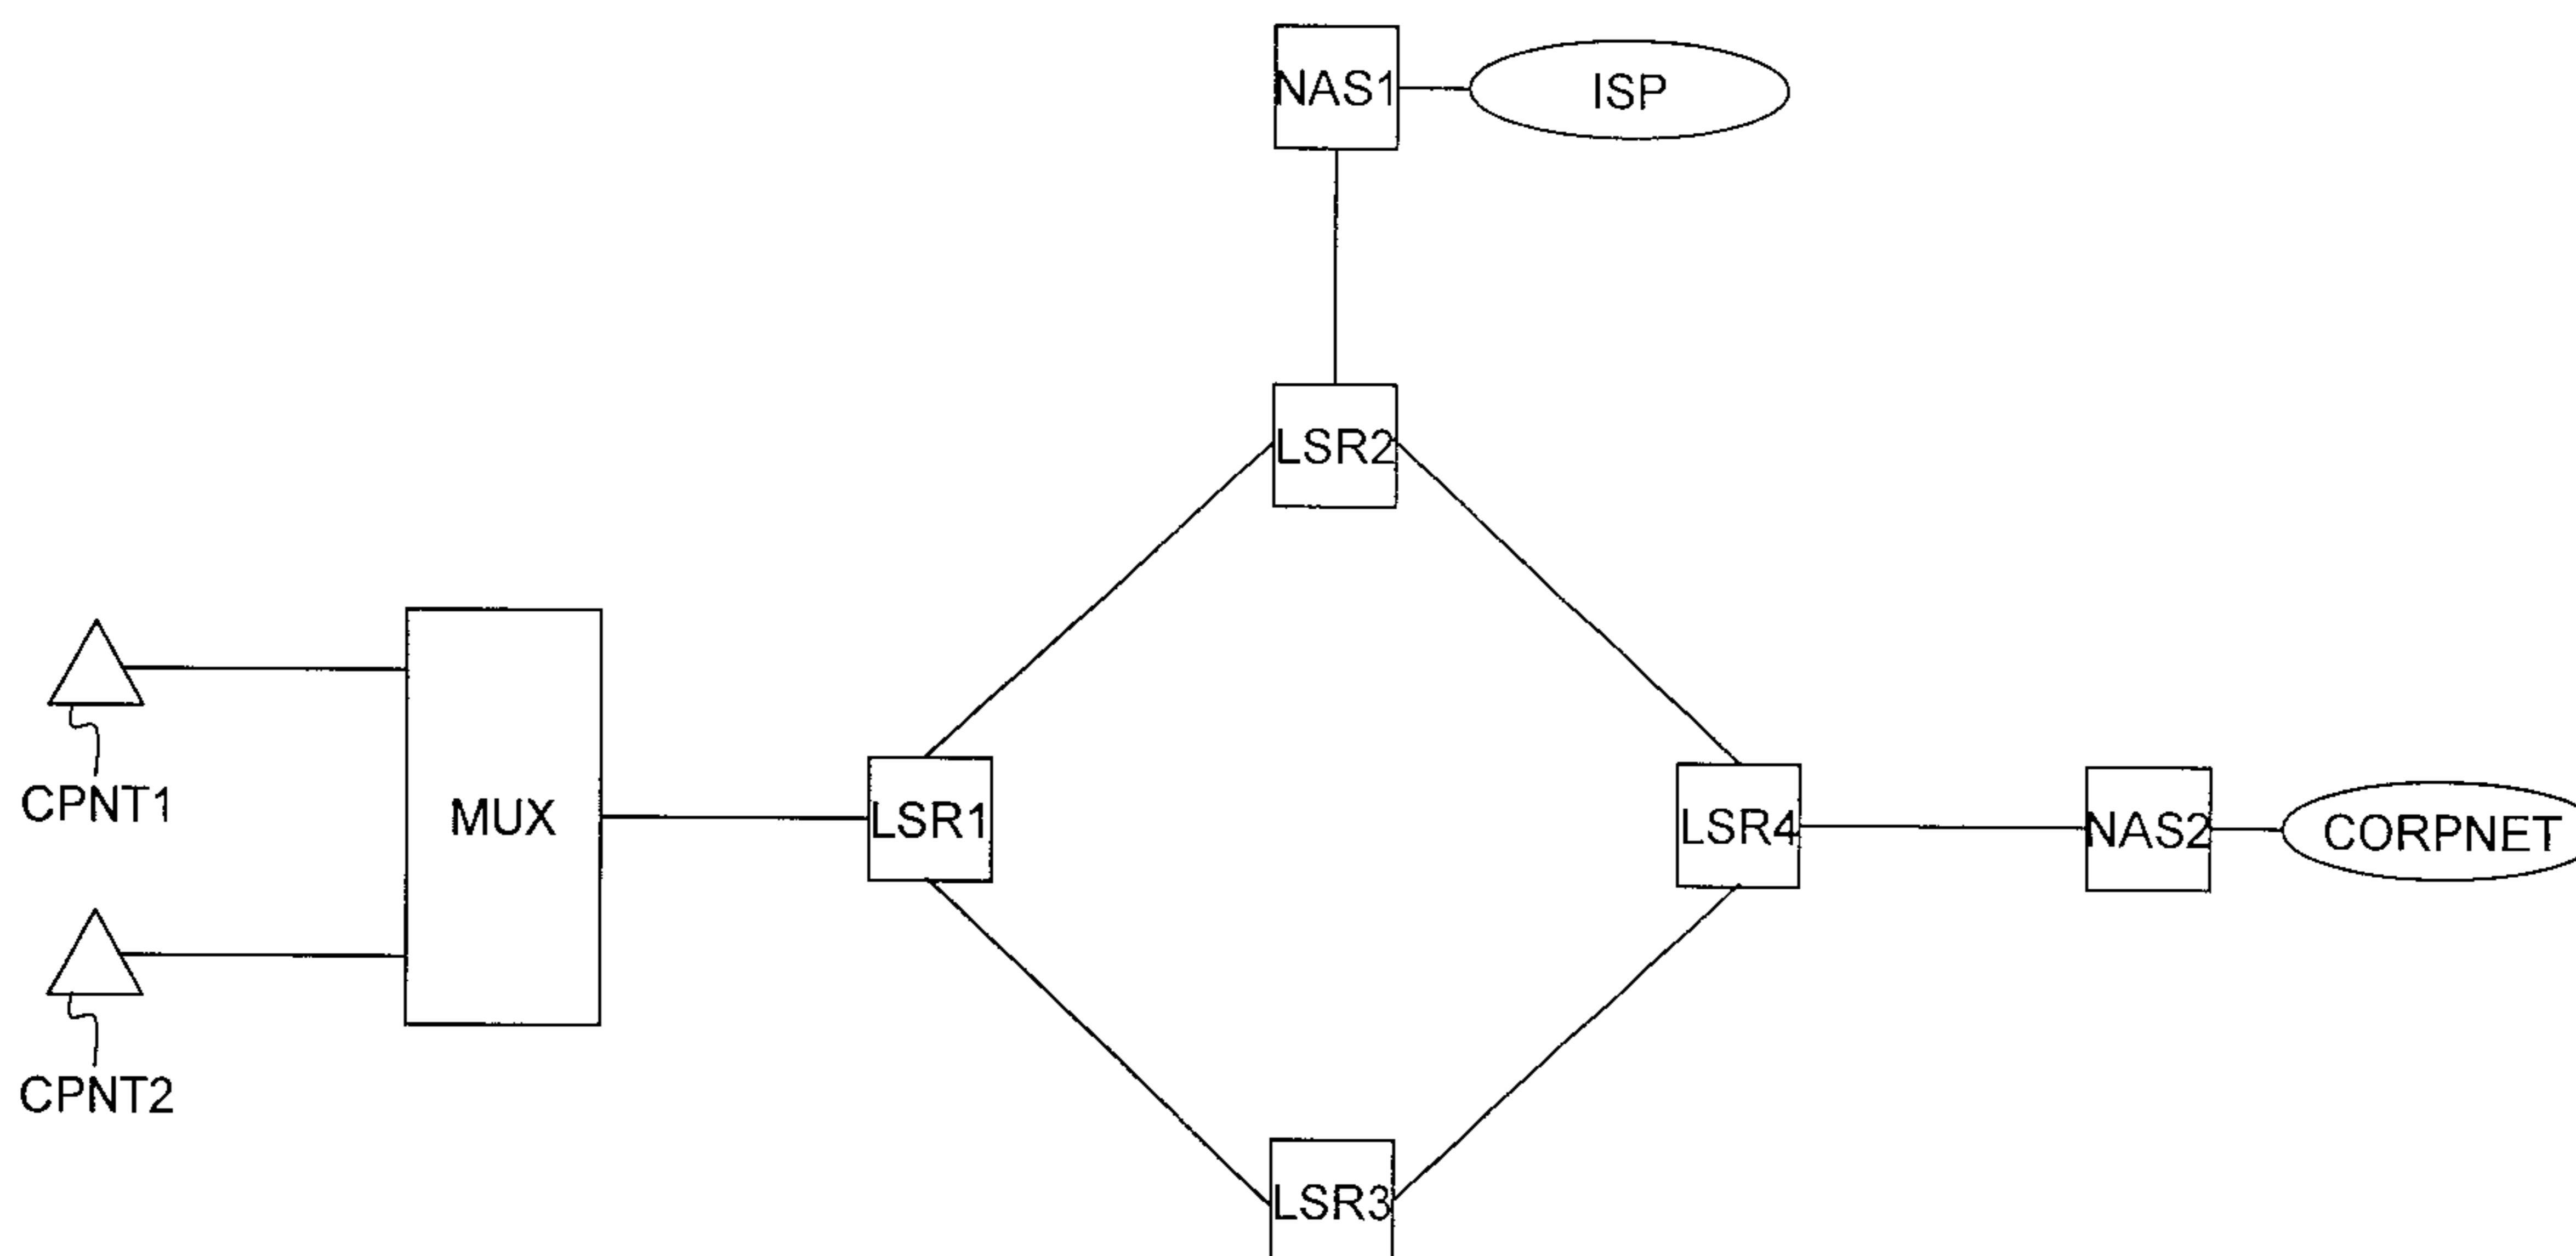 NAS1
ISP
LSR2
CPNT1
MUX
LSR1
LSR4
NAS2
CORPNET
CPNT2
LSR3